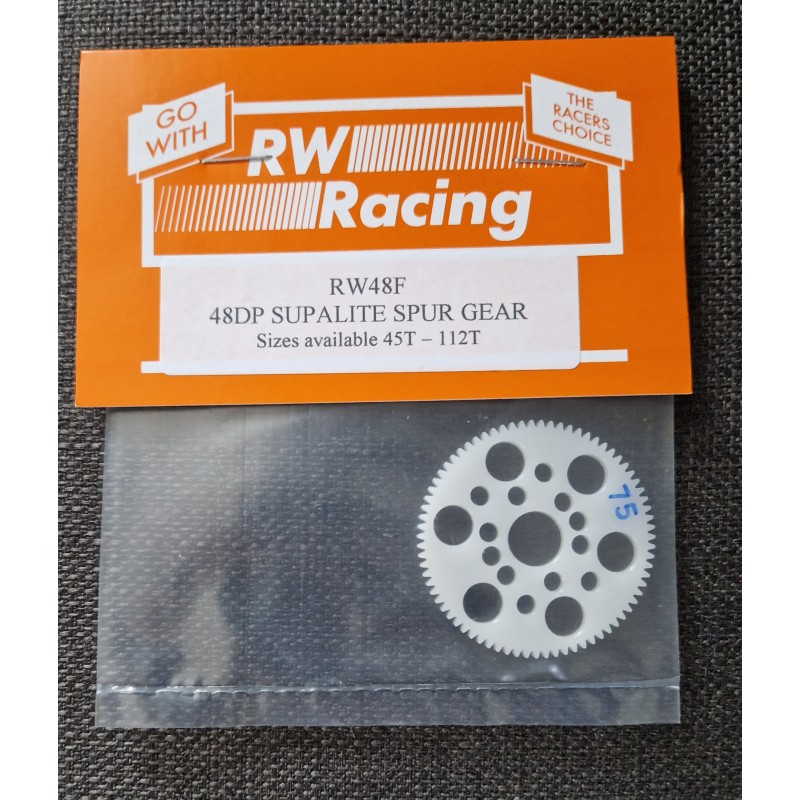 GO
WITH
THE
RACERS
CHOICE
RW
Racing
RW48F
48DP SUPALITE SPUR GEAR
Sizes available 45T – 112T
75